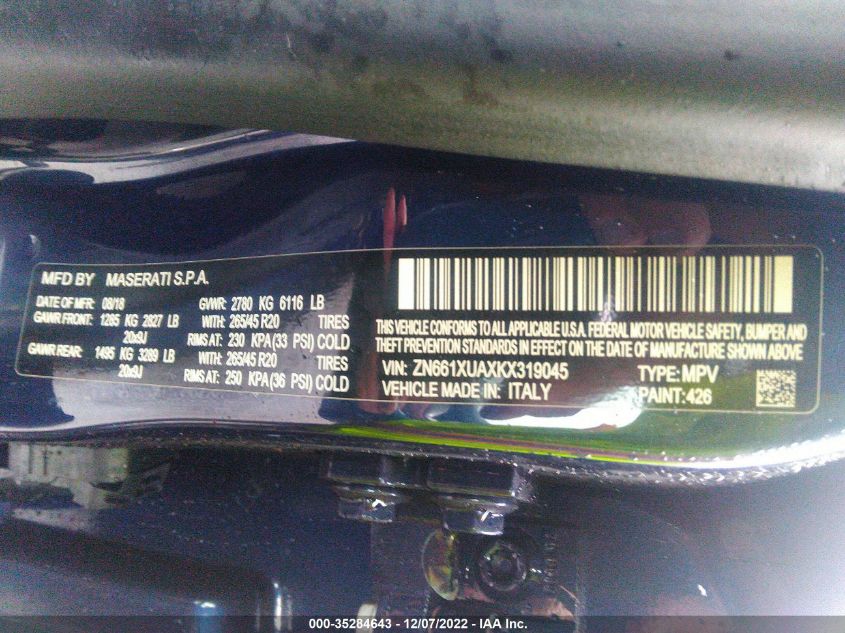 MFD BY MASERATI S.P.A.
DATE OF MFR: 08/18 GVWR: 2780 KG 6116 LB
GAWR FRONT: 1285 KG 2827 LB WITH: 265/45 R20 TIRES
20x9J RIMS AT: 230 KPA (33 PSI) COLD
GAWR REAR: 1495 KG 3289 LB WITH: 265/45 R20 TIRES
20x9J RIMS AT: 250 KPA (36 PSI) COLD
THIS VEHICLE CONFORMS TO ALL APPLICABLE U.S.A. FEDERAL MOTOR VEHICLE SAFETY, BUMPER AND
THEFT PREVENTION STANDARDS IN EFFECT ON THE DATE OF MANUFACTURE SHOWN ABOVE
VIN: ZN661XUAXKX319045 TYPE: MPV
VEHICLE MADE IN: ITALY PAINT: 426
000-35284643 - 12/07/2022 - IAA Inc.